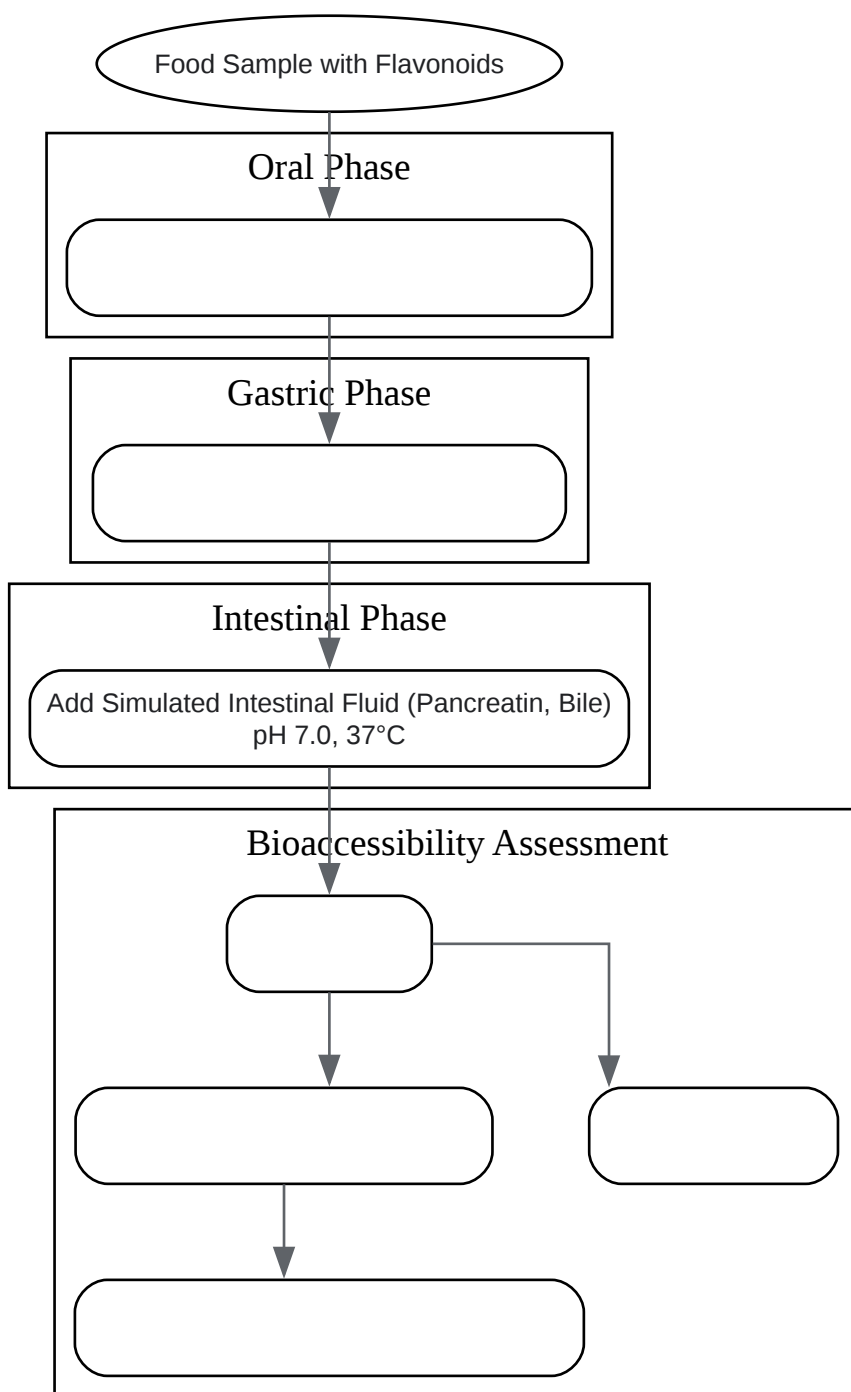 Food Sample with Flavonoids
Oral Phase
Gastric Phase
Intestinal Phase
Add Simulated Intestinal Fluid (Pancreatin, Bile)
pH 7.0, 37°C
Bioaccessibility Assessment